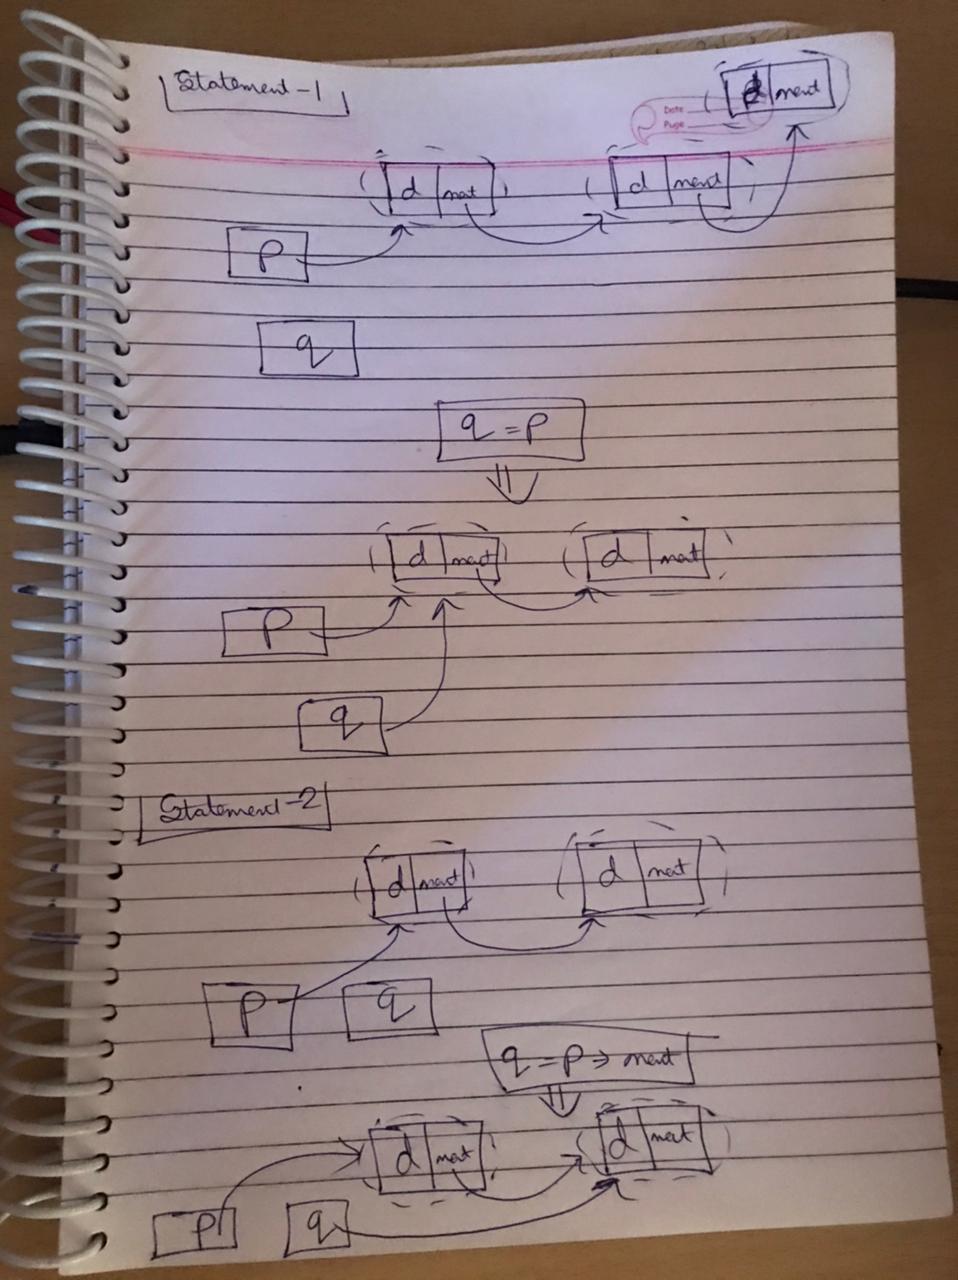 Statement-1
d next
Date
Page
d next d next
P
q
q = P
d next d next
P
q
Statement-2
d next d next
P q
q = P → next
d next d next
P q